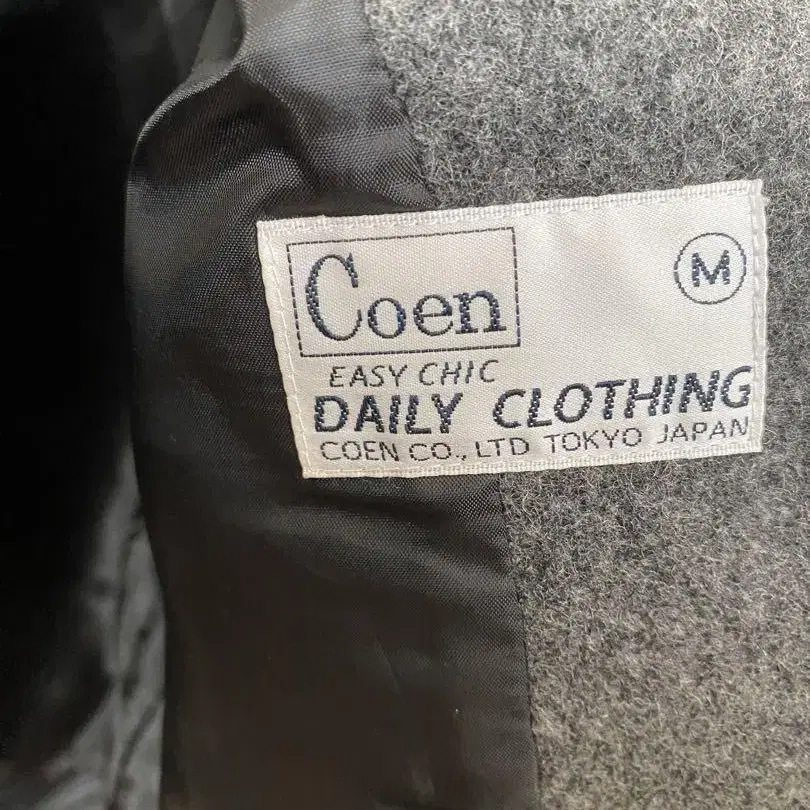 Coen
M
EASY CHIC
DAILY CLOTHING
COEN CO., LTD TOKYO JAPAN